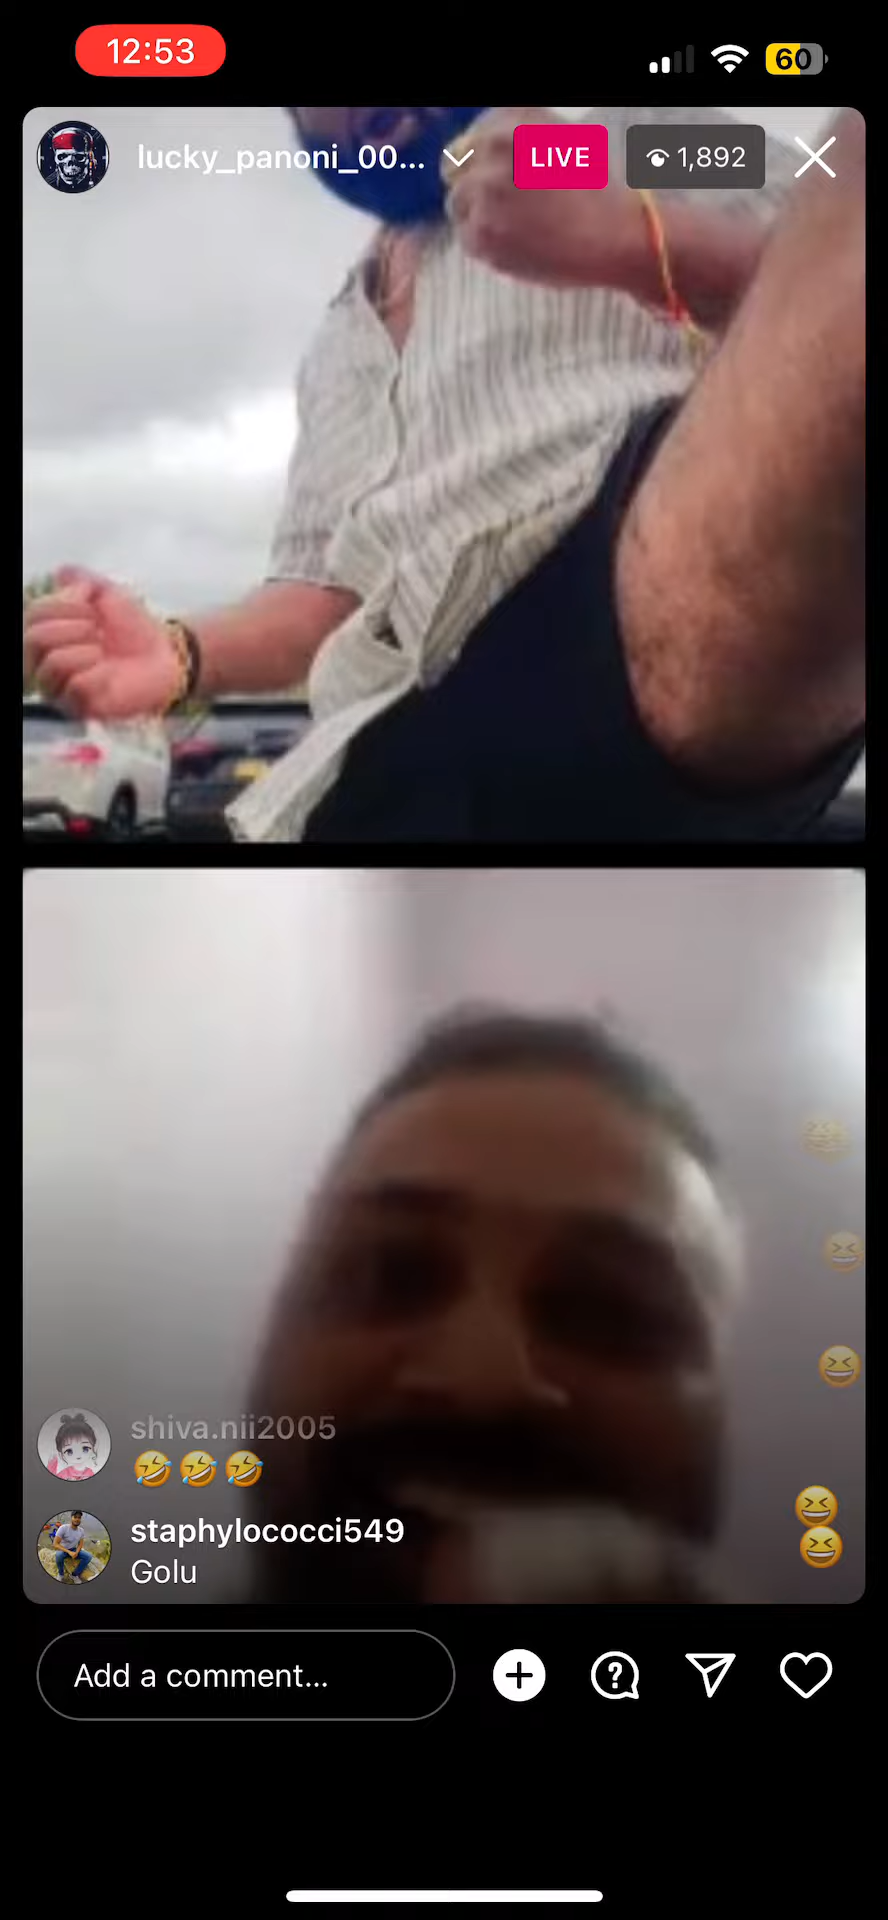 12:53
60
lucky_panoni_00...
LIVE
1,892
shiva.nii2005
🤣🤣🤣
staphylococci549
Golu
Add a comment...